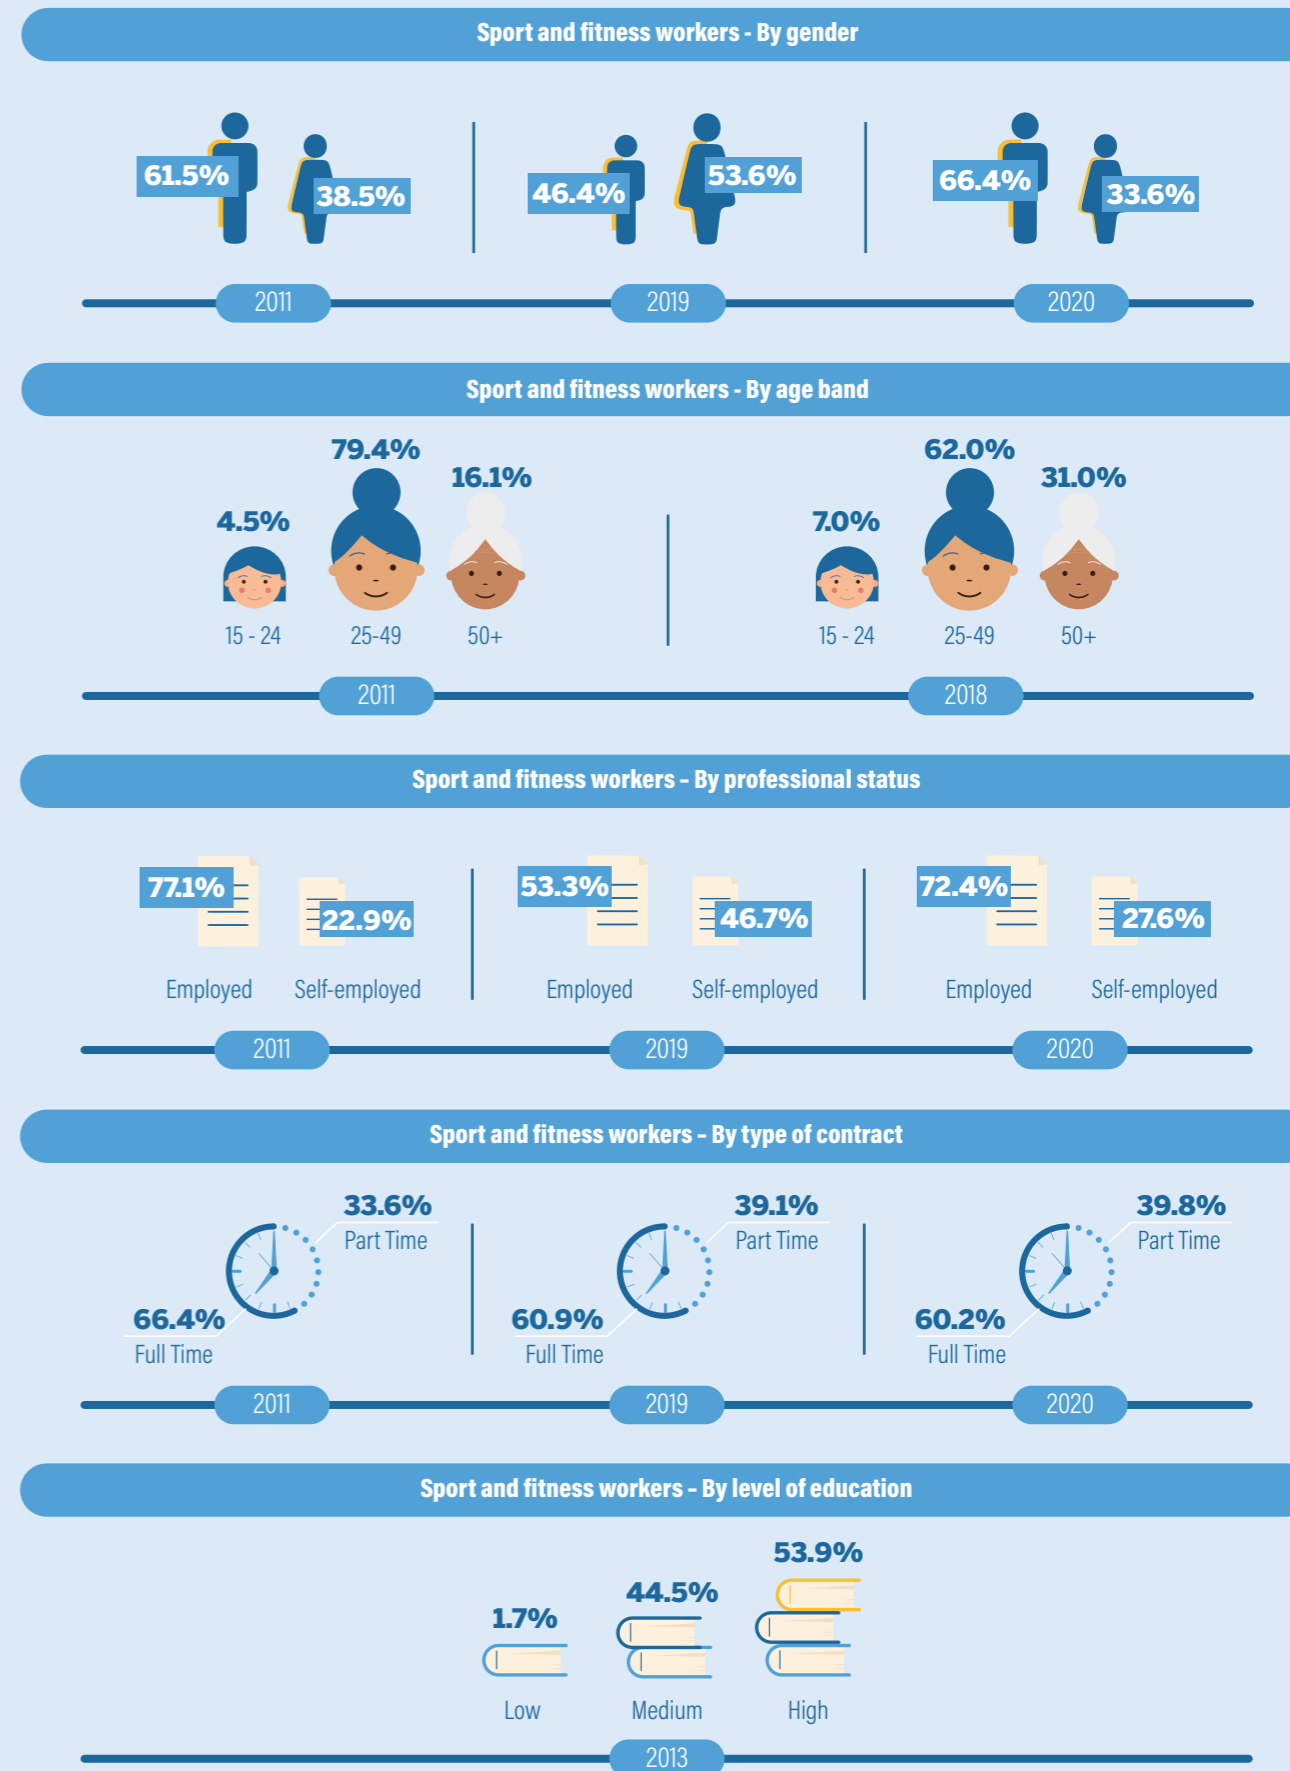 Sport and fitness workers - By gender
61.5%
38.5%
46.4%
53.6%
66.4%
33.6%
2011
2019
2020
Sport and fitness workers - By age band
4.5%
79.4%
16.1%
7.0%
62.0%
31.0%
15 - 24
25-49
50+
15 - 24
25-49
50+
2011
2018
Sport and fitness workers – By professional status
77.1%
22.9%
53.3%
46.7%
72.4%
27.6%
Employed
Self-employed
Employed
Self-employed
Employed
Self-employed
2011
2019
2020
Sport and fitness workers – By type of contract
33.6%
Part Time
66.4%
Full Time
39.1%
Part Time
60.9%
Full Time
39.8%
Part Time
60.2%
Full Time
2011
2019
2020
Sport and fitness workers – By level of education
1.7%
44.5%
53.9%
Low
Medium
High
2013